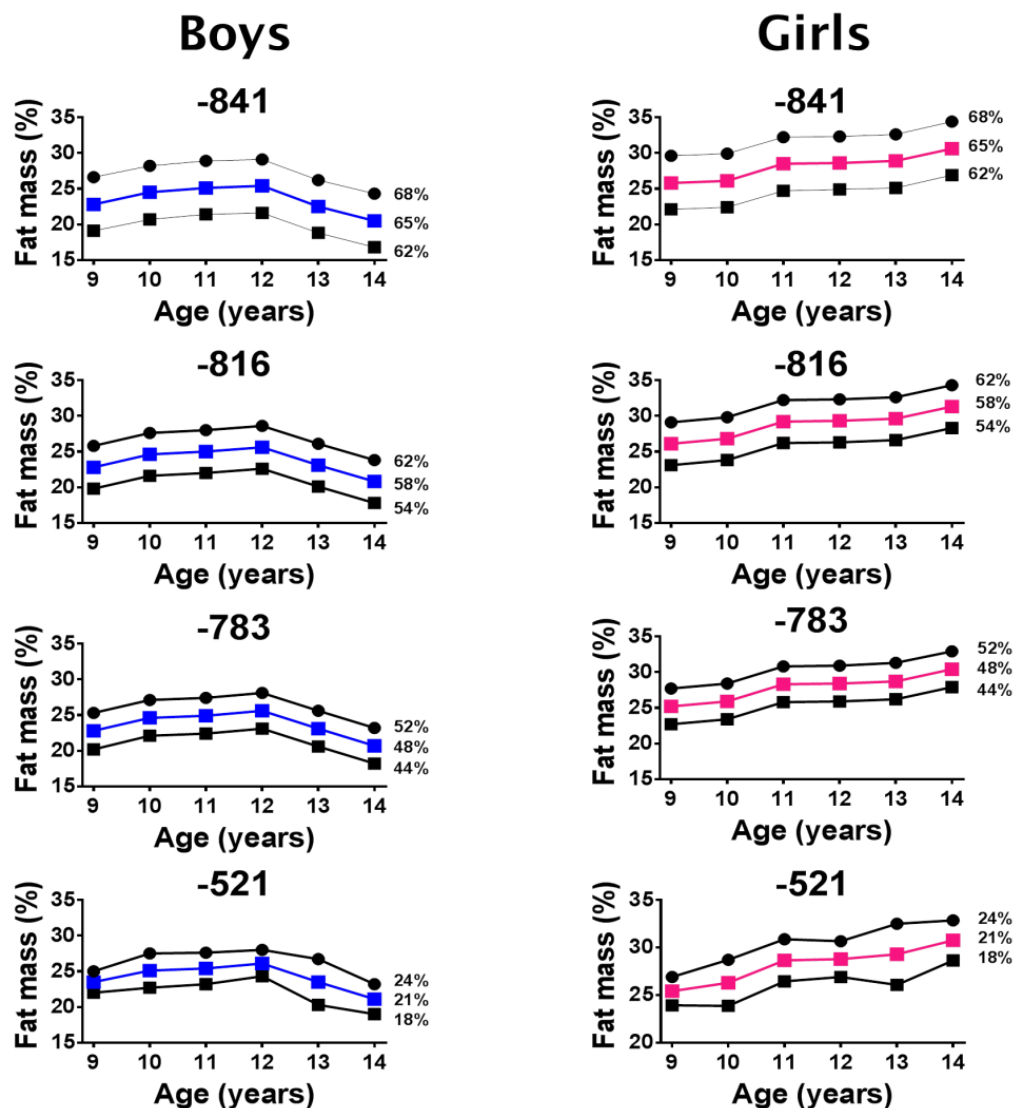 Boys
Girls
-841
Fat mass (%)
35
30
25
20
15
68%
65%
62%
9 10 11 12 13 14
Age (years)
-841
Fat mass (%)
35
30
25
20
15
68%
65%
62%
9 10 11 12 13 14
Age (years)
-816
Fat mass (%)
35
30
25
20
15
62%
58%
54%
9 10 11 12 13 14
Age (years)
-816
Fat mass (%)
35
30
25
20
15
62%
58%
54%
9 10 11 12 13 14
Age (years)
-783
Fat mass (%)
35
30
25
20
15
52%
48%
44%
9 10 11 12 13 14
Age (years)
-783
Fat mass (%)
35
30
25
20
15
52%
48%
44%
9 10 11 12 13 14
Age (years)
-521
Fat mass (%)
35
30
25
20
15
24%
21%
18%
9 10 11 12 13 14
Age (years)
-521
Fat mass (%)
35
30
25
20
24%
21%
18%
9 10 11 12 13 14
Age (years)